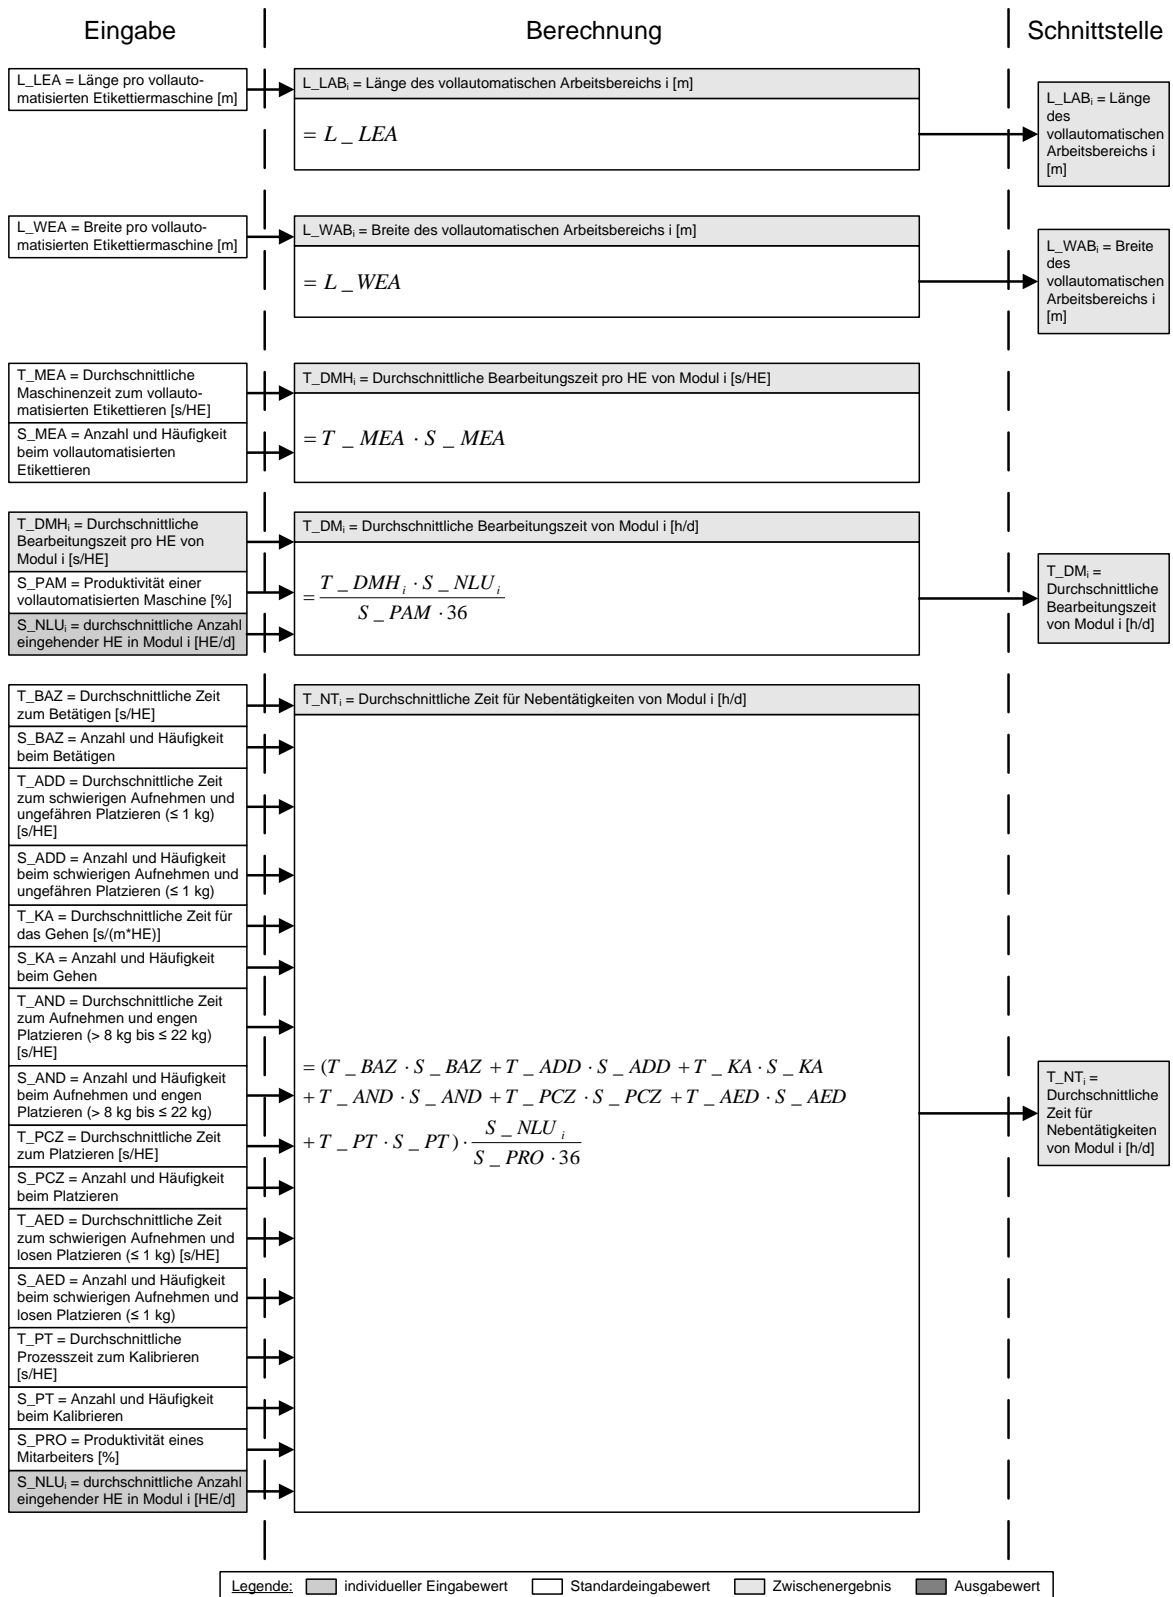 Eingabe
Berechnung
Schnittstelle
L_LEA = Länge pro vollauto-
matisierten Etikettiermaschine [m]
L_LABᵢ = Länge des vollautomatischen Arbeitsbereichs i [m]
= L _ LEA
L_LABᵢ = Länge
des
vollautomatischen
Arbeitsbereichs i
[m]
L_WEA = Breite pro vollauto-
matisierten Etikettiermaschine [m]
L_WABᵢ = Breite des vollautomatischen Arbeitsbereichs i [m]
= L _ WEA
L_WABᵢ = Breite
des
vollautomatischen
Arbeitsbereichs i
[m]
T_MEA = Durchschnittliche
Maschinenzeit zum vollauto-
matisierten Etikettieren [s/HE]
S_MEA = Anzahl und Häufigkeit
beim vollautomatisierten
Etikettieren
T_DMHᵢ = Durchschnittliche Bearbeitungszeit pro HE von Modul i [s/HE]
= T _ MEA · S _ MEA
T_DMHᵢ = Durchschnittliche
Bearbeitungszeit pro HE von
Modul i [s/HE]
S_PAM = Produktivität einer
vollautomatisierten Maschine [%]
S_NLUᵢ = durchschnittliche Anzahl
eingehender HE in Modul i [HE/d]
T_DMᵢ = Durchschnittliche Bearbeitungszeit von Modul i [h/d]
T _ DMH ᵢ · S _ NLU ᵢ
=
S _ PAM · 36
T_DMᵢ =
Durchschnittliche
Bearbeitungszeit
von Modul i [h/d]
T_BAZ = Durchschnittliche Zeit
zum Betätigen [s/HE]
S_BAZ = Anzahl und Häufigkeit
beim Betätigen
T_ADD = Durchschnittliche Zeit
zum schwierigen Aufnehmen und
ungefähren Platzieren (≤ 1 kg)
[s/HE]
S_ADD = Anzahl und Häufigkeit
beim schwierigen Aufnehmen und
ungefähren Platzieren (≤ 1 kg)
T_KA = Durchschnittliche Zeit für
das Gehen [s/(m*HE)]
S_KA = Anzahl und Häufigkeit
beim Gehen
T_AND = Durchschnittliche Zeit
zum Aufnehmen und engen
Platzieren (> 8 kg bis ≤ 22 kg)
[s/HE]
S_AND = Anzahl und Häufigkeit
beim Aufnehmen und engen
Platzieren (> 8 kg bis ≤ 22 kg)
T_PCZ = Durchschnittliche Zeit
zum Platzieren [s/HE]
S_PCZ = Anzahl und Häufigkeit
beim Platzieren
T_AED = Durchschnittliche Zeit
zum schwierigen Aufnehmen und
losen Platzieren (≤ 1 kg) [s/HE]
S_AED = Anzahl und Häufigkeit
beim schwierigen Aufnehmen und
losen Platzieren (≤ 1 kg)
T_PT = Durchschnittliche
Prozesszeit zum Kalibrieren
[s/HE]
S_PT = Anzahl und Häufigkeit
beim Kalibrieren
S_PRO = Produktivität eines
Mitarbeiters [%]
S_NLUᵢ = durchschnittliche Anzahl
eingehender HE in Modul i [HE/d]
T_NTᵢ = Durchschnittliche Zeit für Nebentätigkeiten von Modul i [h/d]
= (T _ BAZ · S _ BAZ + T _ ADD · S _ ADD + T _ KA · S _ KA
+ T _ AND · S _ AND + T _ PCZ · S _ PCZ + T _ AED · S _ AED
S _ NLU ᵢ
+ T _ PT · S _ PT ) ·
S _ PRO · 36
T_NTᵢ =
Durchschnittliche
Zeit für
Nebentätigkeiten
von Modul i [h/d]
Legende: individueller Eingabewert Standardeingabewert Zwischenergebnis Ausgabewert